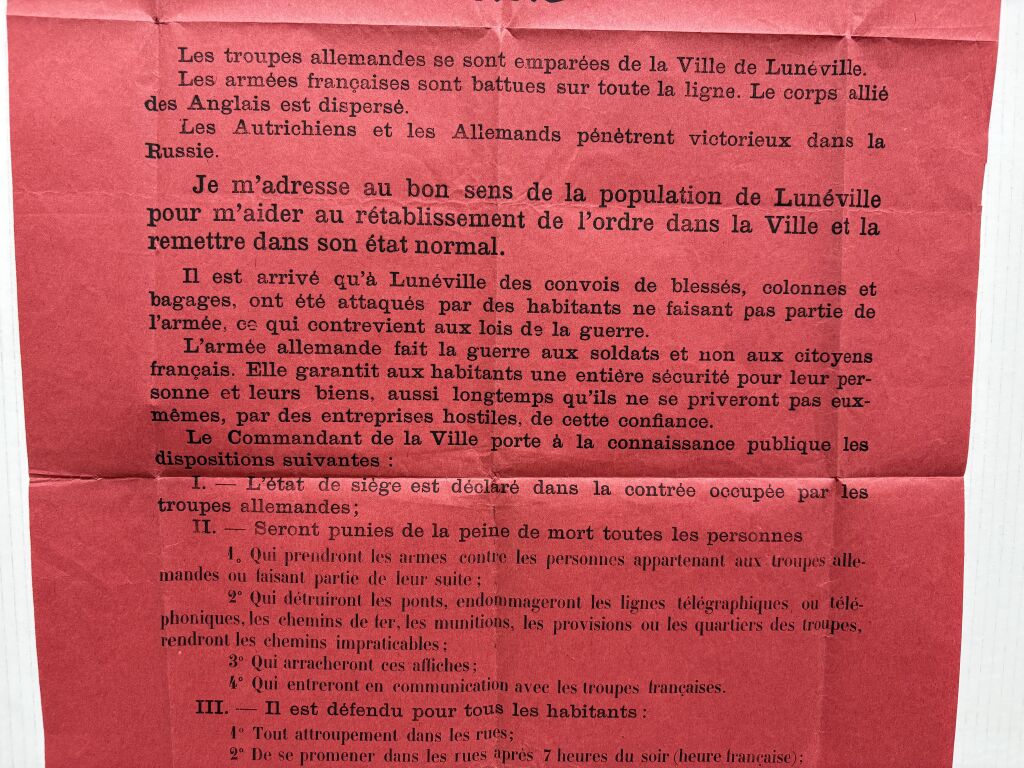 Les troupes allemandes se sont emparées de la Ville de Lunéville.
Les armées françaises sont battues sur toute la ligne. Le corps allié
des Anglais est dispersé.
Les Autrichiens et les Allemands pénètrent victorieux dans la
Russie.
Je m'adresse au bon sens de la population de Lunéville
pour m'aider au rétablissement de l'ordre dans la Ville et la
remettre dans son état normal.
Il est arrivé qu'à Lunéville des convois de blessés, colonnes et
bagages, ont été attaqués par des habitants ne faisant pas partie de
l'armée, ce qui contrevient aux lois de la guerre.
L'armée allemande fait la guerre aux soldats et non aux citoyens
français. Elle garantit aux habitants une entiére sécurité pour leur per-
sonne et leurs biens, aussi longtemps qu'ils ne se priveront pas eux-
mêmes, par des entreprises hostiles, de cette confiance.
Le Commandant de la Ville porte à la connaissance publique les
dispositions suivantes :
I. — L'état de siège est déclaré dans la contrée occupée par les
troupes allemandes;
II. — Seront punies de la peine de mort toutes les personnes
1° Qui prendront les armes contre les personnes appartenant aux troupes alle-
mandes ou faisant partie de leur suite ;
2° Qui détruiront les ponts, endommageront les lignes télégraphiques ou télé-
phoniques, les chemins de fer, les munitions, les provisions ou les quartiers des troupes,
rendront les chemins impraticables ;
3° Qui arracheront ces affiches ;
4° Qui entreront en communication avec les troupes françaises.
III. — Il est défendu pour tous les habitants :
1° Tout attroupement dans les rues;
2° De se promener dans les rues après 7 heures du soir (heure française);